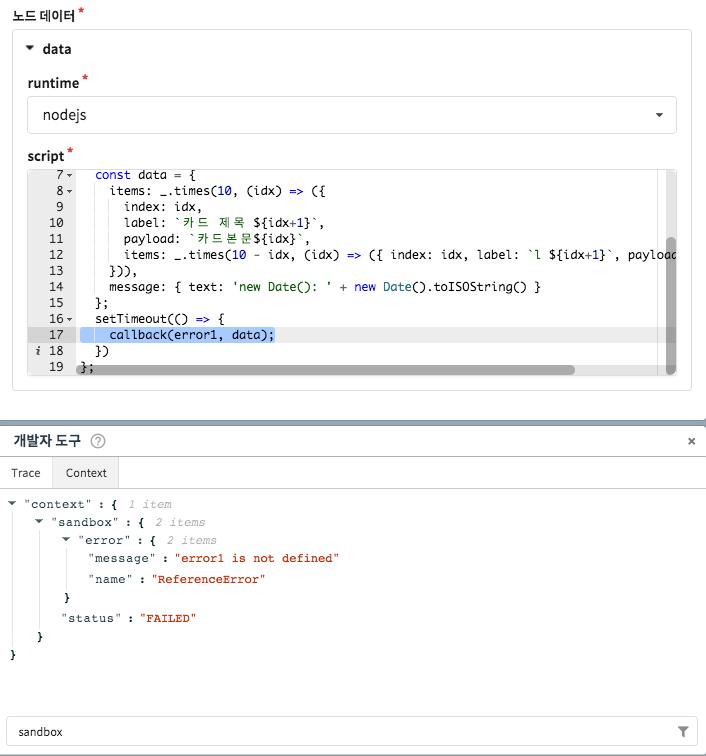 노드 데이터 *
data
runtime *
nodejs
script *
7 const data = {
8 items: _.times(10, (idx) => ({
9 index: idx,
10 label: `카드 제목 ${idx+1}`,
11 payload: `카드본문${idx}`,
12 items: _.times(10 - idx, (idx) => ({ index: idx, label: `l ${idx+1}`, payload
13 })),
14 message: { text: 'new Date(): ' + new Date().toISOString() }
15 };
16 setTimeout(() => {
17 callback(error1, data);
i 18 })
19 };
개발자 도구 ? ×
Trace Context
"context" : { 1 item
"sandbox" : { 2 items
"error" : { 2 items
"message" : "error1 is not defined"
"name" : "ReferenceError"
}
"status" : "FAILED"
}
}
sandbox